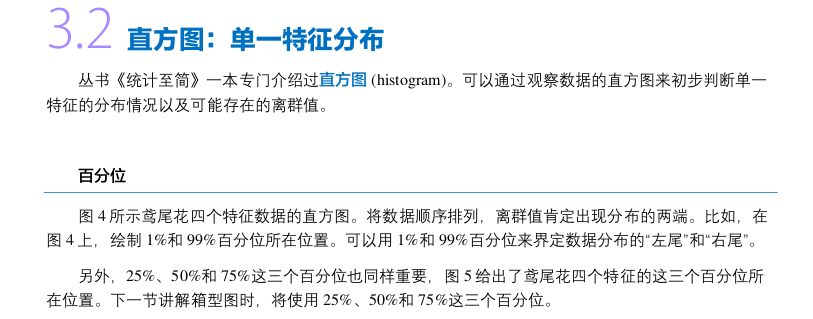 3.2 直方图：单一特征分布
丛书《统计至简》一本专门介绍过直方图 (histogram)。可以通过观察数据的直方图来初步判断单一
特征的分布情况以及可能存在的离群值。
百分位
图 4 所示鸢尾花四个特征数据的直方图。将数据顺序排列，离群值肯定出现分布的两端。比如，在
图 4 上，绘制 1%和 99%百分位所在位置。可以用 1%和 99%百分位来界定数据分布的“左尾”和“右尾”。
另外，25%、50%和 75%这三个百分位也同样重要，图 5 给出了鸢尾花四个特征的这三个百分位所
在位置。下一节讲解箱型图时，将使用 25%、50%和 75%这三个百分位。